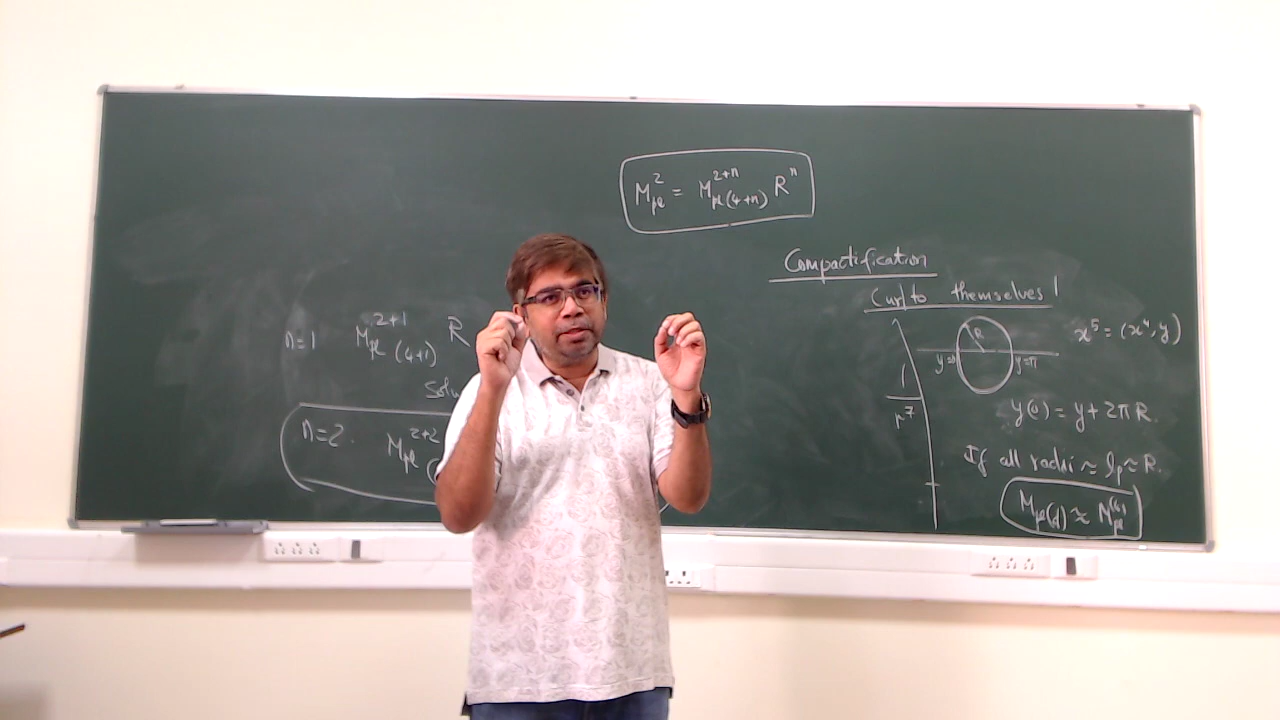 M_pl^2 = M_pl(4+n)^2+n R^n
Compactification
Curl to themselves !
n=1 M_pl(4+1)^2+1 R
R
y=0 y=π
x^5 = (x^4, y)
1
r^7
y(0) = y + 2πR.
Solu
n=2. M_pl^2+2 (
If all radii ≈ l_p ≈ R.
M_pl(d) ≈ M_pl^(4)